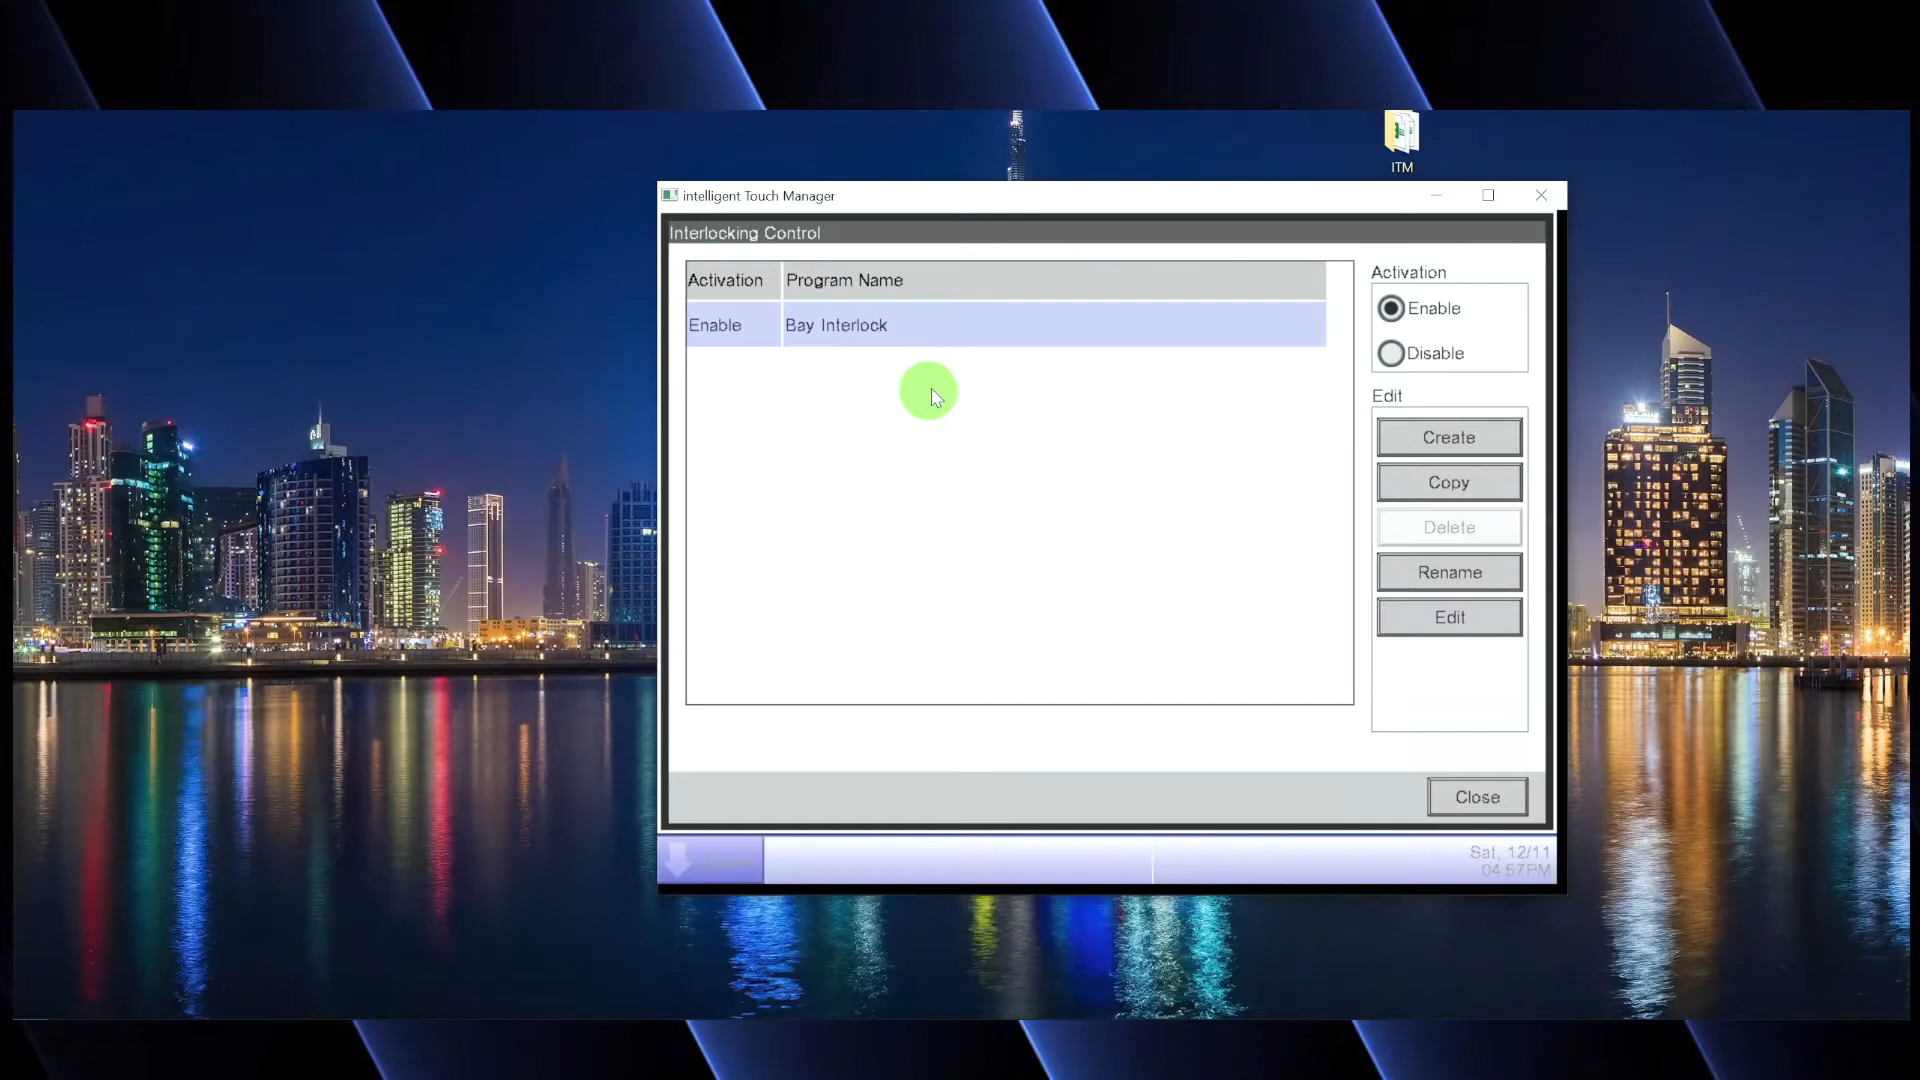 ITM
intelligent Touch Manager
Interlocking Control
Activation Program Name
Enable Bay Interlock
Activation
Enable
Disable
Edit
Create
Copy
Delete
Rename
Edit
Close
Sat, 12/11
04:57PM